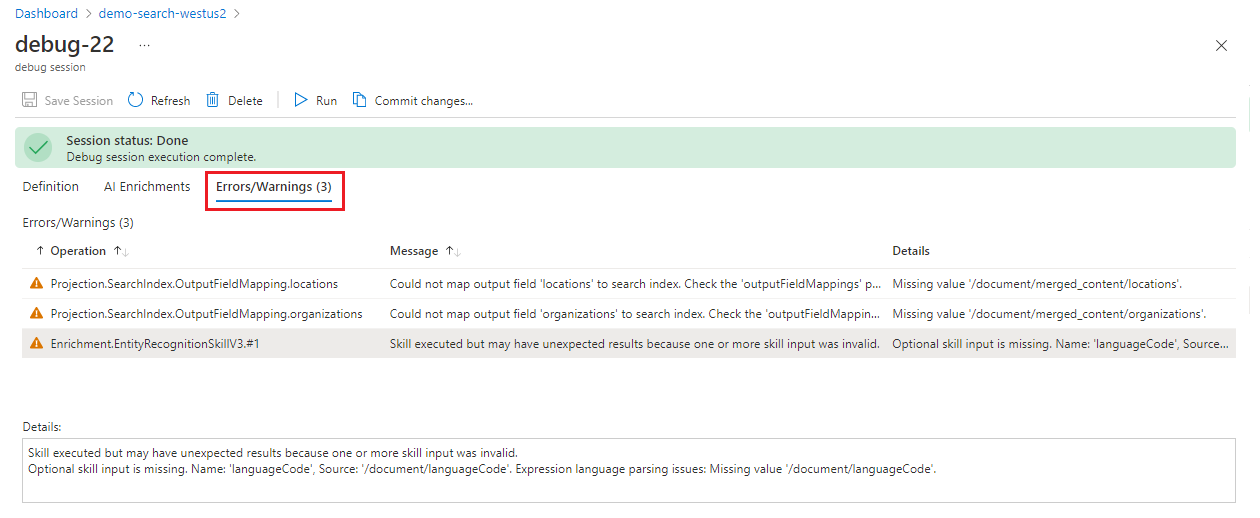 Dashboard > demo-search-westus2 >
debug-22 ...
debug session
Save Session Refresh Delete Run Commit changes...
Session status: Done
Debug session execution complete.
Definition AI Enrichments Errors/Warnings (3)
Errors/Warnings (3)
↑ Operation ↑↓ Message ↑↓ Details
Projection.SearchIndex.OutputFieldMapping.locations Could not map output field 'locations' to search index. Check the 'outputFieldMappings' p... Missing value '/document/merged_content/locations'.
Projection.SearchIndex.OutputFieldMapping.organizations Could not map output field 'organizations' to search index. Check the 'outputFieldMappin... Missing value '/document/merged_content/organizations'.
Enrichment.EntityRecognitionSkillV3.#1 Skill executed but may have unexpected results because one or more skill input was invalid. Optional skill input is missing. Name: 'languageCode', Source...
Details:
Skill executed but may have unexpected results because one or more skill input was invalid.
Optional skill input is missing. Name: 'languageCode', Source: '/document/languageCode'. Expression language parsing issues: Missing value '/document/languageCode'.